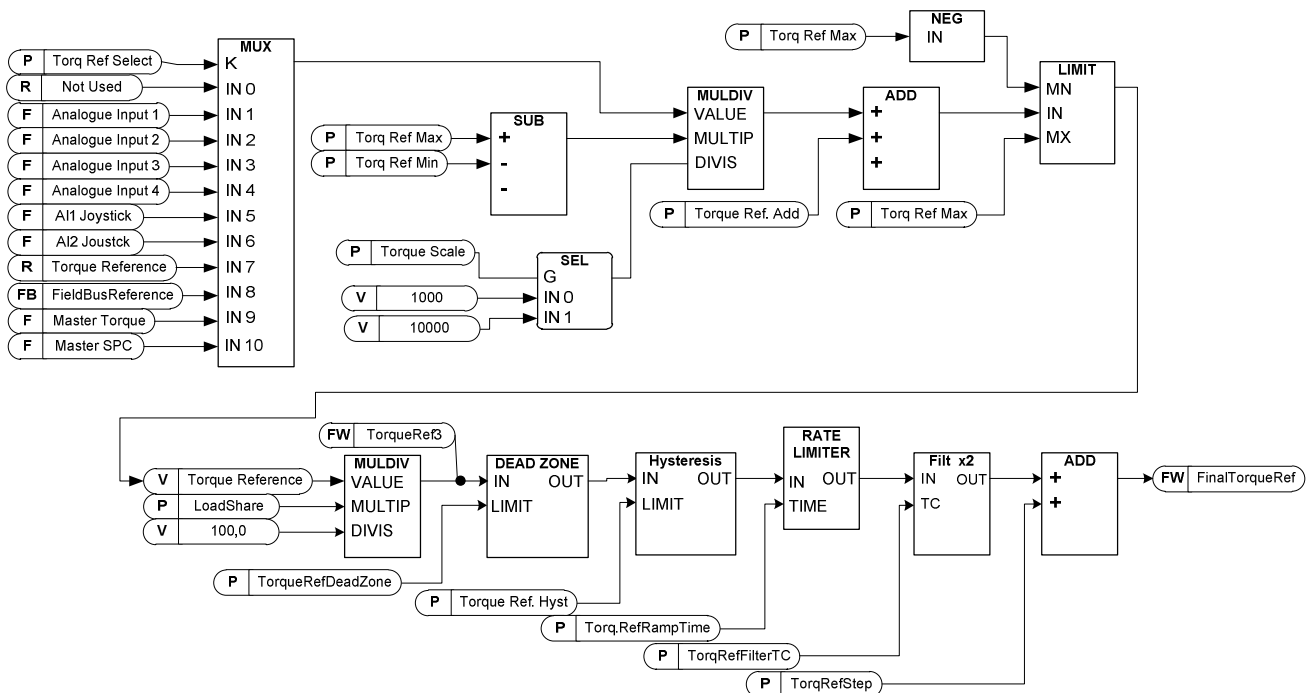 NEG
P Torq Ref Max IN
MUX
P Torq Ref Select K
R Not Used IN 0
F Analogue Input 1 IN 1
F Analogue Input 2 IN 2
F Analogue Input 3 IN 3
F Analogue Input 4 IN 4
F AI1 Joystick IN 5
F AI2 Joustck IN 6
R Torque Reference IN 7
FB FieldBusReference IN 8
F Master Torque IN 9
F Master SPC IN 10
SUB
P Torq Ref Max +
P Torq Ref Min -
-
P Torque Scale
SEL
G
V 1000 IN 0
V 10000 IN 1
MULDIV
VALUE
MULTIP
DIVIS
P Torque Ref. Add
ADD
+
+
+
P Torq Ref Max
LIMIT
MN
IN
MX
FW TorqueRef3
MULDIV
V Torque Reference VALUE
P LoadShare MULTIP
V 100,0 DIVIS
DEAD ZONE
IN OUT
LIMIT
P TorqueRefDeadZone
Hysteresis
IN OUT
LIMIT
P Torque Ref. Hyst
RATE
LIMITER
IN OUT
TIME
P Torq.RefRampTime
Filt x2
IN OUT
TC
P TorqRefFilterTC
ADD
+
+
P TorqRefStep
FW FinalTorqueRef